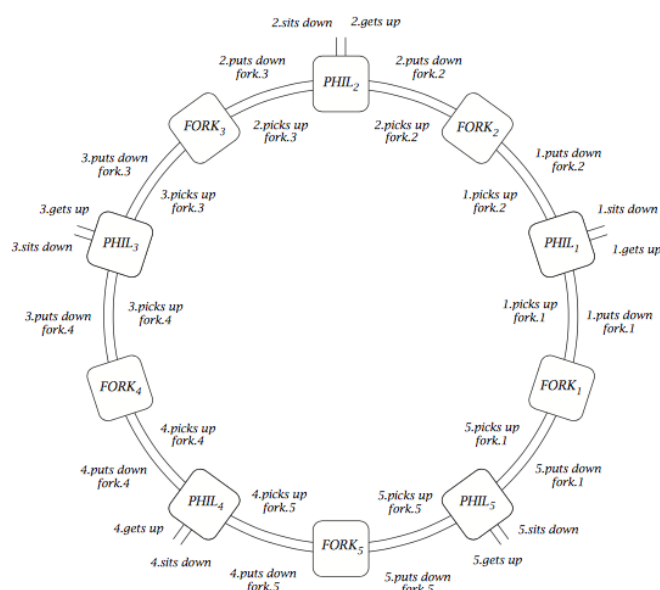 2.sits down 2.gets up
2.puts down
fork.3
PHIL2
2.puts down
fork.2
FORK3
2.picks up
fork.3
2.picks up
fork.2
FORK2
3.puts down
fork.3
1.puts down
fork.2
3.picks up
fork.3
1.picks up
fork.2
3.gets up
1.sits down
PHIL3
PHIL1
3.sits down
1.gets up
3.puts down
fork.4
3.picks up
fork.4
1.picks up
fork.1
1.puts down
fork.1
FORK4
FORK1
4.picks up
fork.4
5.picks up
fork.1
4.puts down
fork.4
5.puts down
fork.1
PHIL4
4.picks up
fork.5
5.picks up
fork.5
PHIL5
4.gets up
5.sits down
FORK5
4.sits down
5.gets up
4.puts down
fork.5
5.puts down
fork.5